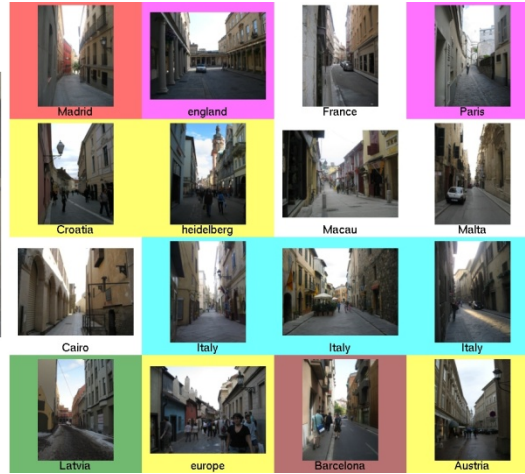 Madrid
england
France
Paris
Croatia
heidelberg
Macau
Malta
Cairo
Italy
Italy
Italy
Latvia
europe
Barcelona
Austria